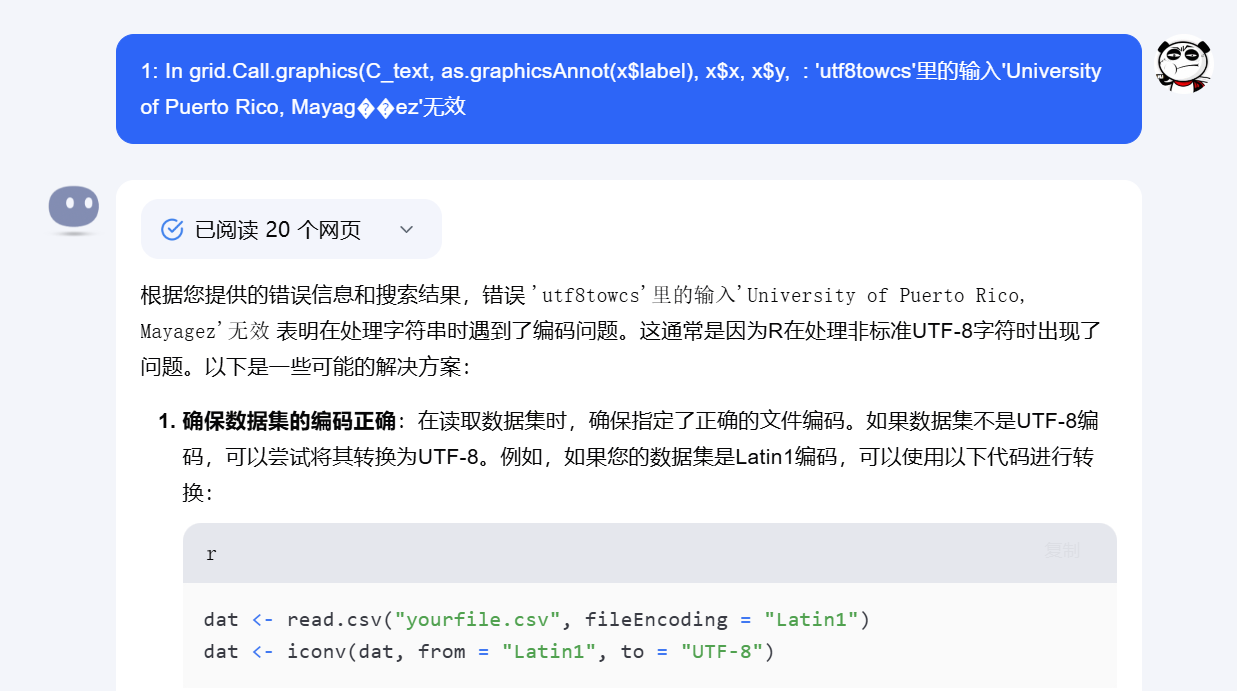 1: In grid.Call.graphics(C_text, as.graphicsAnnot(x$label), x$x, x$y,  : 'utf8towcs'里的输入'University
of Puerto Rico, Mayag��ez'无效
已阅读 20 个网页
根据您提供的错误信息和搜索结果，错误 'utf8towcs'里的输入'University of Puerto Rico,
Mayagez'无效 表明在处理字符串时遇到了编码问题。这通常是因为R在处理非标准UTF-8字符时出现了
问题。以下是一些可能的解决方案：
1. 确保数据集的编码正确：在读取数据集时，确保指定了正确的文件编码。如果数据集不是UTF-8编
码，可以尝试将其转换为UTF-8。例如，如果您的数据集是Latin1编码，可以使用以下代码进行转
换：
r 复制
dat <- read.csv("yourfile.csv", fileEncoding = "Latin1")
dat <- iconv(dat, from = "Latin1", to = "UTF-8")